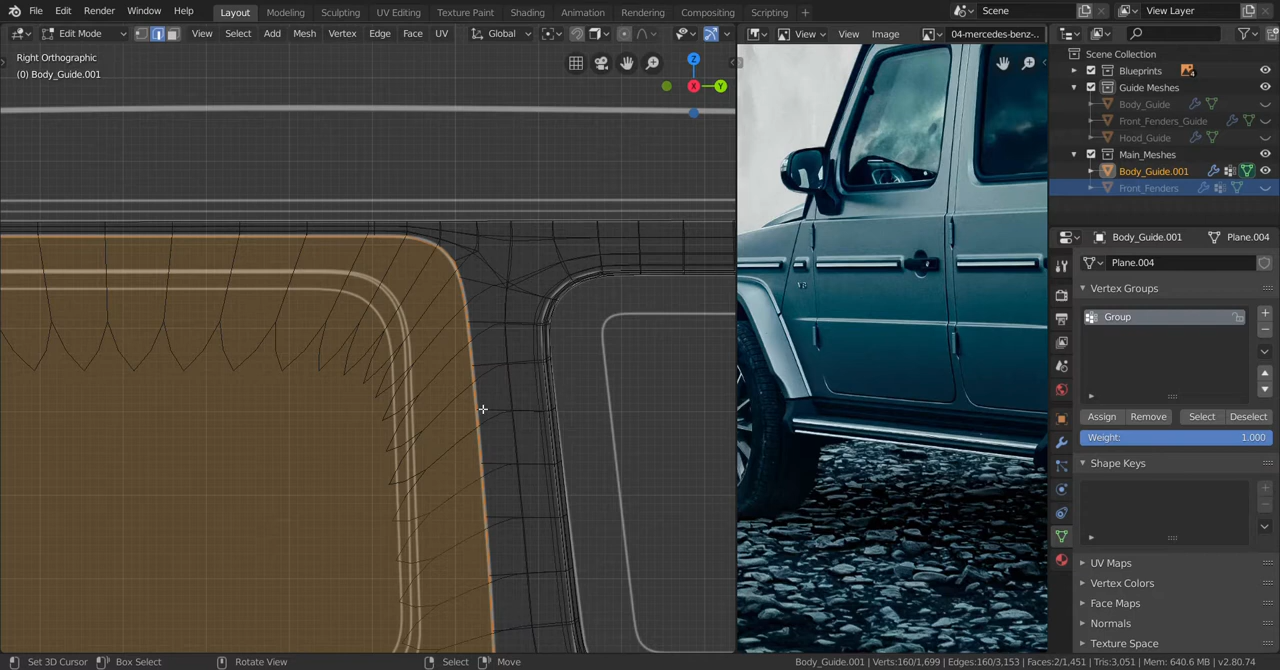 File Edit Render Window Help
Layout Modeling Sculpting UV Editing Texture Paint Shading Animation Rendering Compositing Scripting +
Scene View Layer
Edit Mode View Select Add Mesh Vertex Edge Face UV Global
View View Image 04-mercedes-benz-..
Right Orthographic
(0) Body_Guide.001
Z
X
Y
Scene Collection
Blueprints 4
Guide Meshes
Body_Guide
Front_Fenders_Guide
Hood_Guide
Main_Meshes
Body_Guide.001
Front_Fenders
Body_Guide.001 Plane.004
Plane.004
Vertex Groups
Group
Assign Remove Select Deselect
Weight: 1.000
Shape Keys
UV Maps
Vertex Colors
Face Maps
Normals
Texture Space
Set 3D Cursor Box Select Rotate View Select Move Body_Guide.001 | Verts:160/1,699 | Edges:160/3,153 | Faces:2/1,451 | Tris:3,051 | Mem: 640.6 MB | v2.80.74